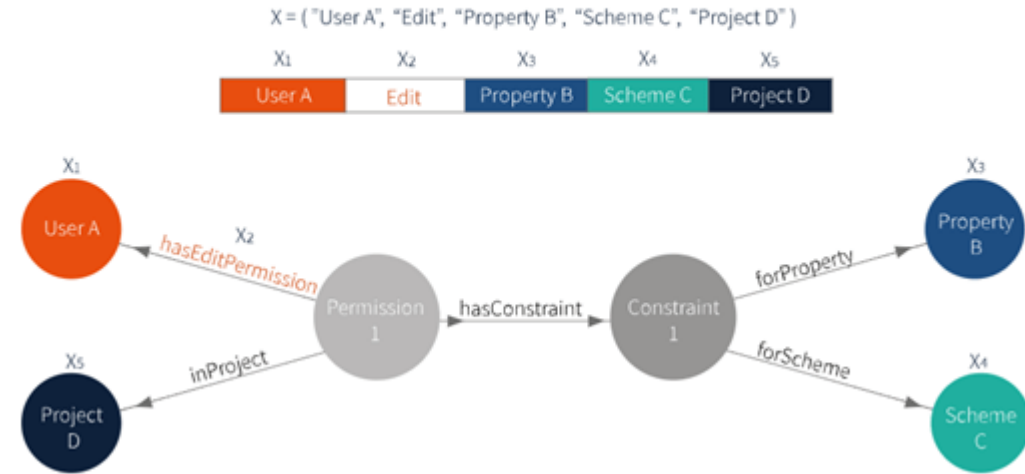 X = ( "User A", "Edit", "Property B", "Scheme C", "Project D" )
X1 X2 X3 X4 X5
User A Edit Property B Scheme C Project D
X1
User A
X2
hasEditPermission
X3
Property
B
Permission
1
hasConstraint
Constraint
1
forProperty
X5
Project
D
inProject
forScheme
X4
Scheme
C